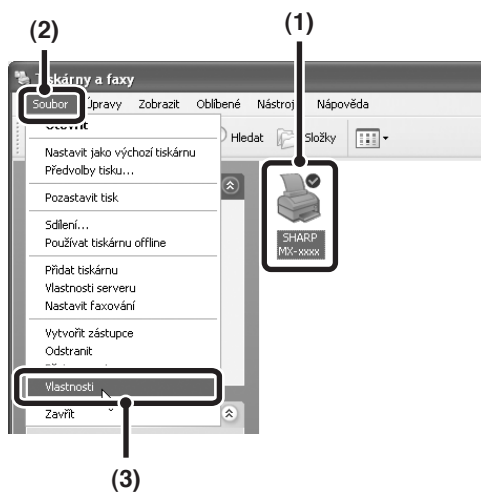 (2)
(1)
Tiskárny a faxy
Soubor Úpravy Zobrazit Oblíbené Nástroje Nápověda
Otevřít
Hledat Složky
Nastavit jako výchozí tiskárnu
Předvolby tisku...
Pozastavit tisk
Sdílení...
Používat tiskárnu offline
Přidat tiskárnu
Vlastnosti serveru
Nastavit faxování
Vytvořit zástupce
Odstranit
Vlastnosti
Zavřít
SHARP
MX-xxxx
(3)